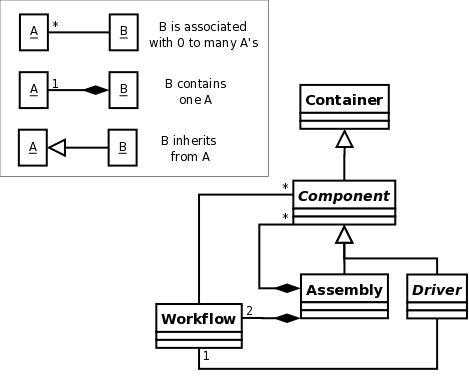 A
*
B
B is associated
with 0 to many A's
A
1
B
B contains
one A
A
B
B inherits
from A
Container
*
Component
*
Assembly
Driver
2
Workflow
1